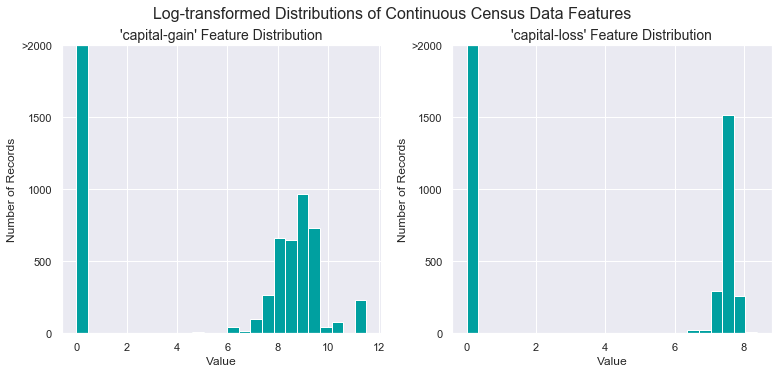 Log-transformed Distributions of Continuous Census Data Features
'capital-gain' Feature Distribution
>2000
1500
1000
500
0
Number of Records
0 2 4 6 8 10 12
Value
'capital-loss' Feature Distribution
>2000
1500
1000
500
0
Number of Records
0 2 4 6 8
Value